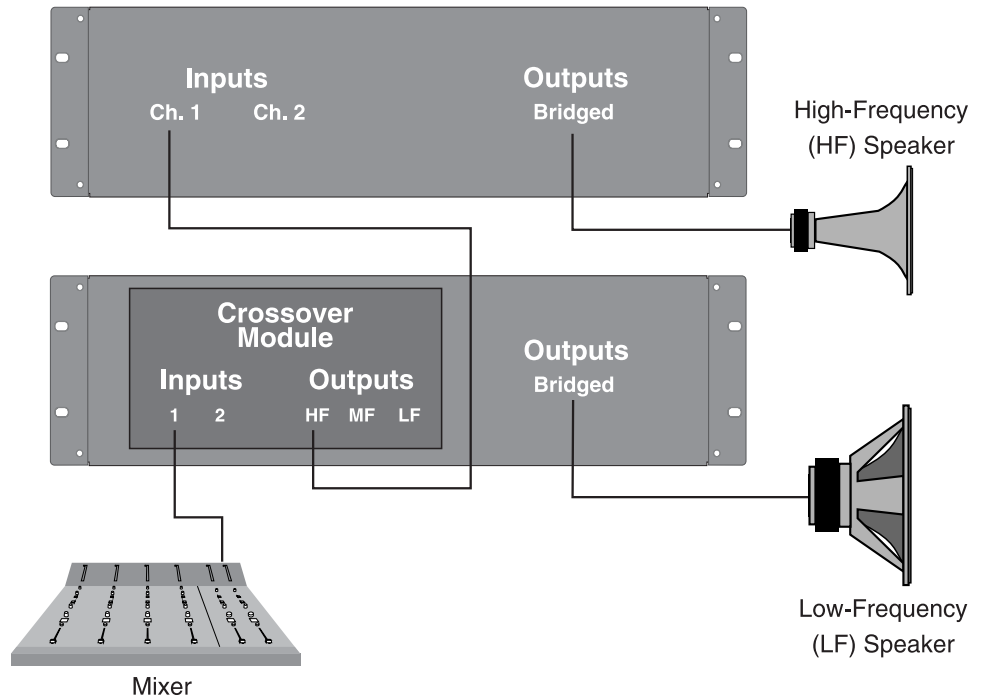 Inputs
Ch. 1 Ch. 2
Outputs
Bridged
High-Frequency
(HF) Speaker
Crossover
Module
Inputs
1 2
Outputs
HF MF LF
Outputs
Bridged
Low-Frequency
(LF) Speaker
Mixer